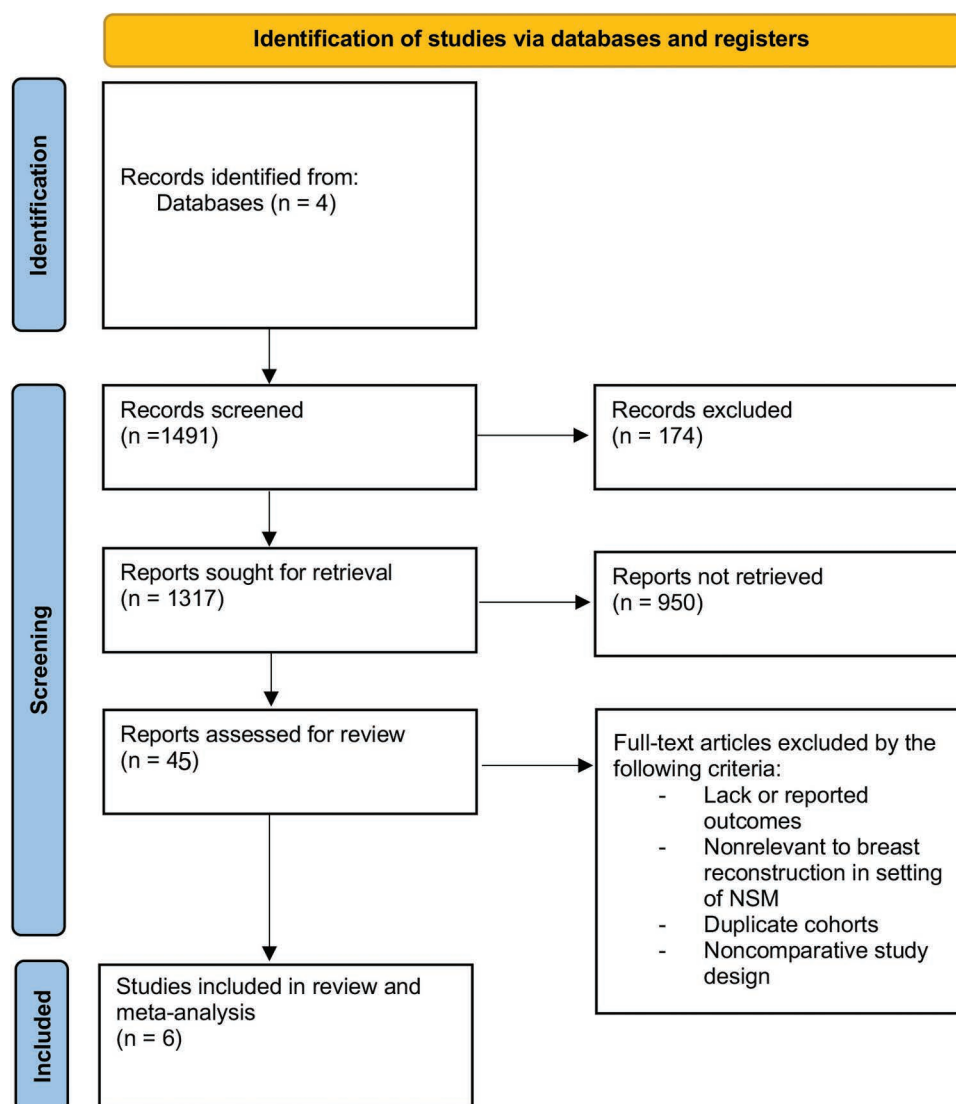 Identification of studies via databases and registers
Identification
Records identified from:
Databases (n = 4)
Screening
Records screened
(n =1491)
Records excluded
(n = 174)
Reports sought for retrieval
(n = 1317)
Reports not retrieved
(n = 950)
Reports assessed for review
(n = 45)
Full-text articles excluded by the
following criteria:
- Lack or reported
outcomes
- Nonrelevant to breast
reconstruction in setting
of NSM
- Duplicate cohorts
- Noncomparative study
design
Included
Studies included in review and
meta-analysis
(n = 6)